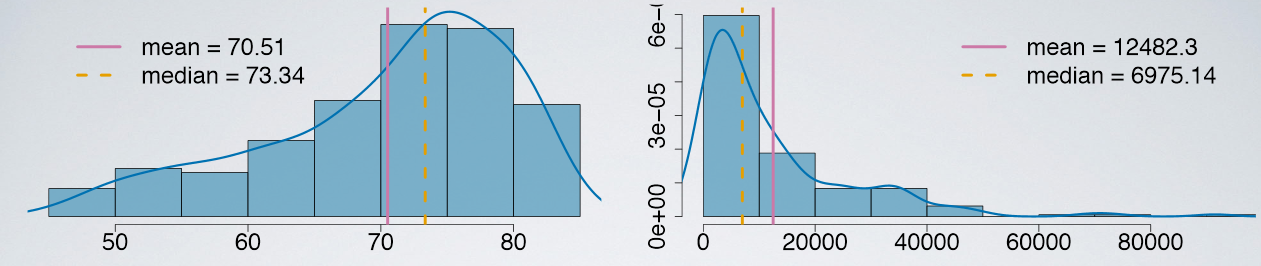 mean = 70.51
median = 73.34
50 60 70 80
mean = 12482.3
median = 6975.14
0e+00 3e−05
0 20000 40000 60000 80000